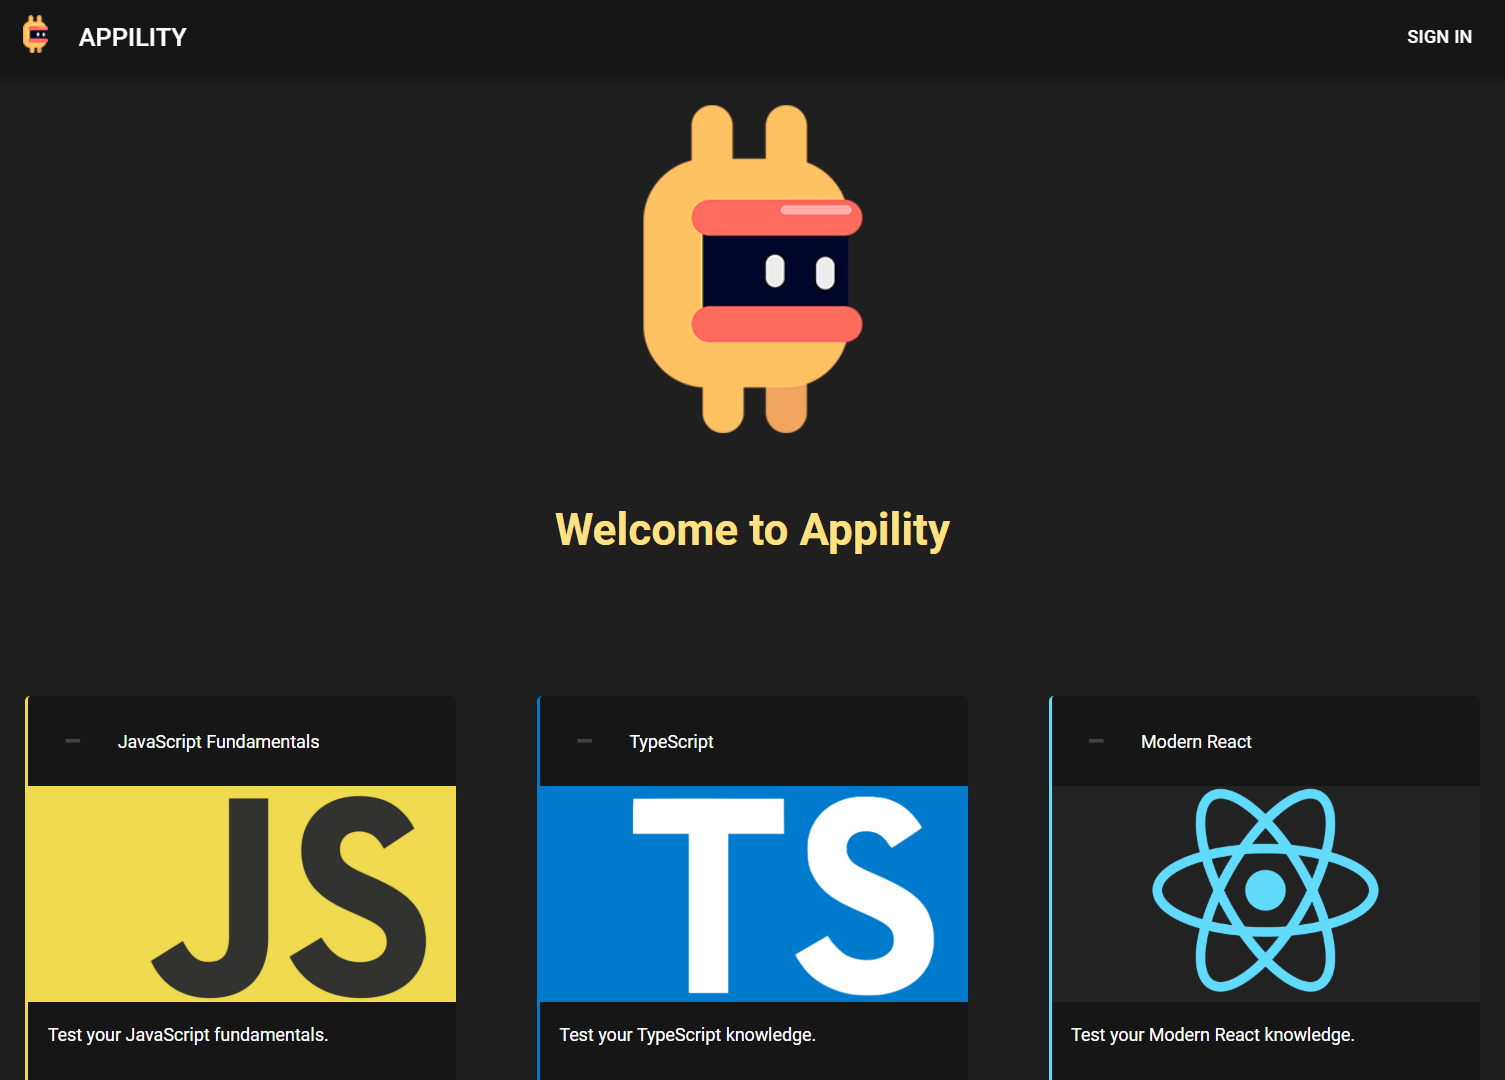 APPILITY
SIGN IN
Welcome to Appility
JavaScript Fundamentals
TypeScript
Modern React
JS
TS
Test your JavaScript fundamentals.
Test your TypeScript knowledge.
Test your Modern React knowledge.